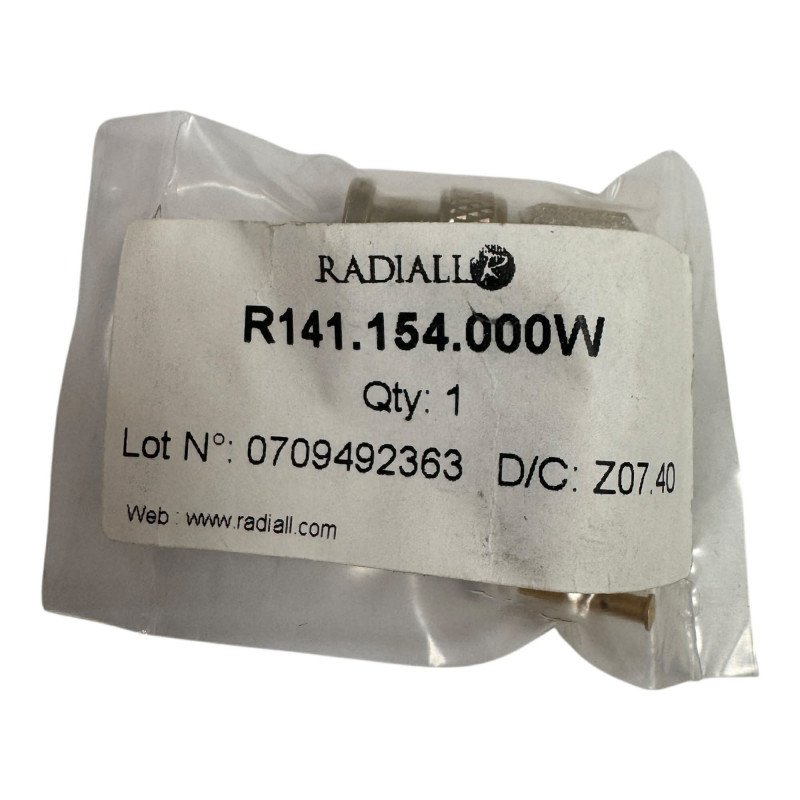 RADIALL R
R141.154.000W
Qty: 1
Lot N°: 0709492363 D/C: Z07.40
Web : www.radiall.com